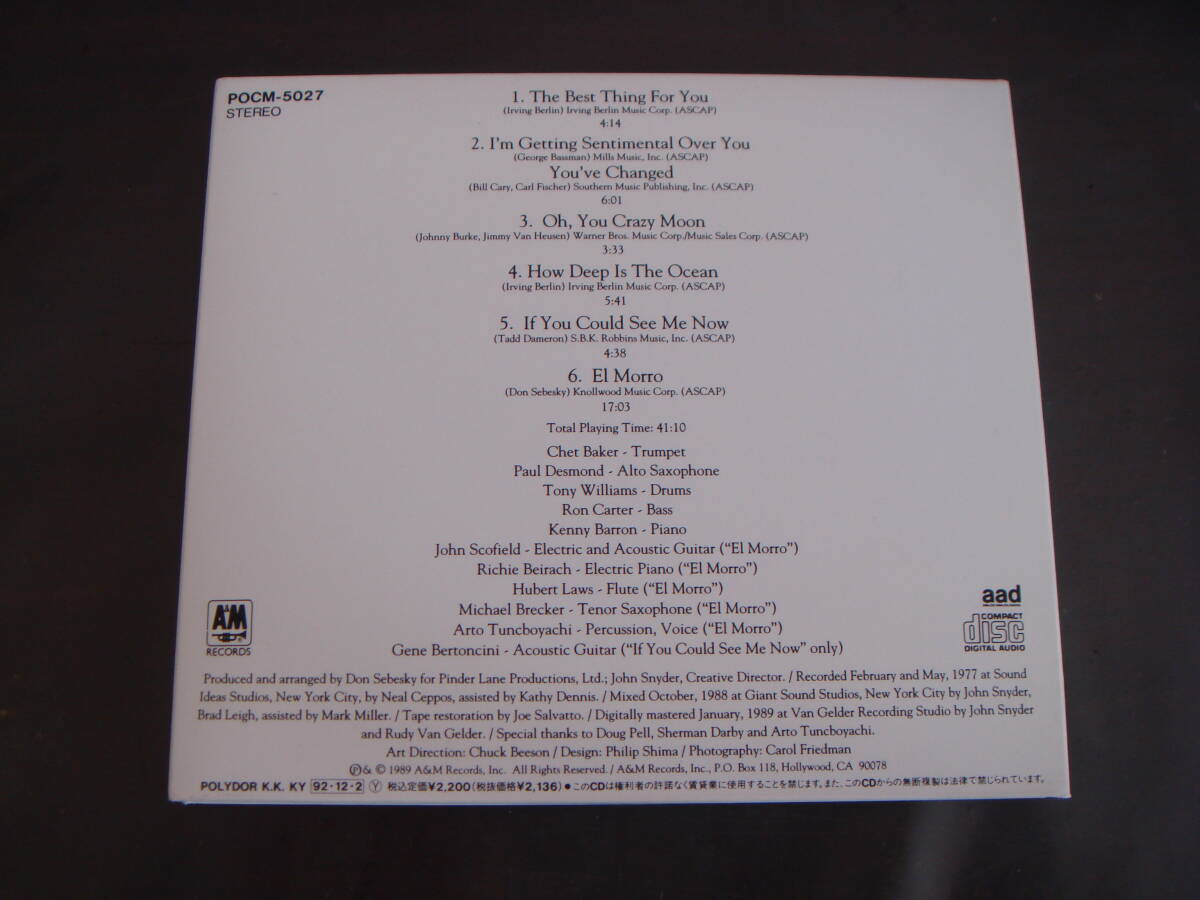 POCM-5027
STEREO
1. The Best Thing For You
(Irving Berlin) Irving Berlin Music Corp. (ASCAP)
4:14
2. I'm Getting Sentimental Over You
(George Bassman) Mills Music, Inc. (ASCAP)
You've Changed
(Bill Cary, Carl Fischer) Southern Music Publishing, Inc. (ASCAP)
6:01
3. Oh, You Crazy Moon
(Johnny Burke, Jimmy Van Heusen) Warner Bros. Music Corp./Music Sales Corp. (ASCAP)
3:33
4. How Deep Is The Ocean
(Irving Berlin) Irving Berlin Music Corp. (ASCAP)
5:41
5. If You Could See Me Now
(Tadd Dameron) S.B.K. Robbins Music, Inc. (ASCAP)
4:38
6. El Morro
(Don Sebesky) Knollwood Music Corp. (ASCAP)
17:03
Total Playing Time: 41:10
Chet Baker - Trumpet
Paul Desmond - Alto Saxophone
Tony Williams - Drums
Ron Carter - Bass
Kenny Barron - Piano
John Scofield - Electric and Acoustic Guitar ("El Morro")
Richie Beirach - Electric Piano ("El Morro")
Hubert Laws - Flute ("El Morro")
Michael Brecker - Tenor Saxophone ("El Morro")
Arto Tuncboyachi - Percussion, Voice ("El Morro")
Gene Bertoncini - Acoustic Guitar ("If You Could See Me Now" only)
A&M
RECORDS
aad
COMPACT
disc
DIGITAL AUDIO
Produced and arranged by Don Sebesky for Pinder Lane Productions, Ltd.; John Snyder, Creative Director. / Recorded February and May, 1977 at Sound
Ideas Studios, New York City, by Neal Ceppos, assisted by Kathy Dennis. / Mixed October, 1988 at Giant Sound Studios, New York City by John Snyder,
Brad Leigh, assisted by Mark Miller. / Tape restoration by Joe Salvatto. / Digitally mastered January, 1989 at Van Gelder Recording Studio by John Snyder
and Rudy Van Gelder. / Special thanks to Doug Pell, Sherman Darby and Arto Tuncboyachi.
Art Direction: Chuck Beeson / Design: Philip Shima / Photography: Carol Friedman
℗& © 1989 A&M Records, Inc. All Rights Reserved. / A&M Records, Inc., P.O. Box 118, Hollywood, CA 90078
POLYDOR K.K. KY 92・12・2 Ⓨ 税込定価¥2,200(税抜価格¥2,136)●このCDは権利者の許諾なく賃貸業に使用することを禁じます。また、このCDからの無断複製は法律で禁じられています。